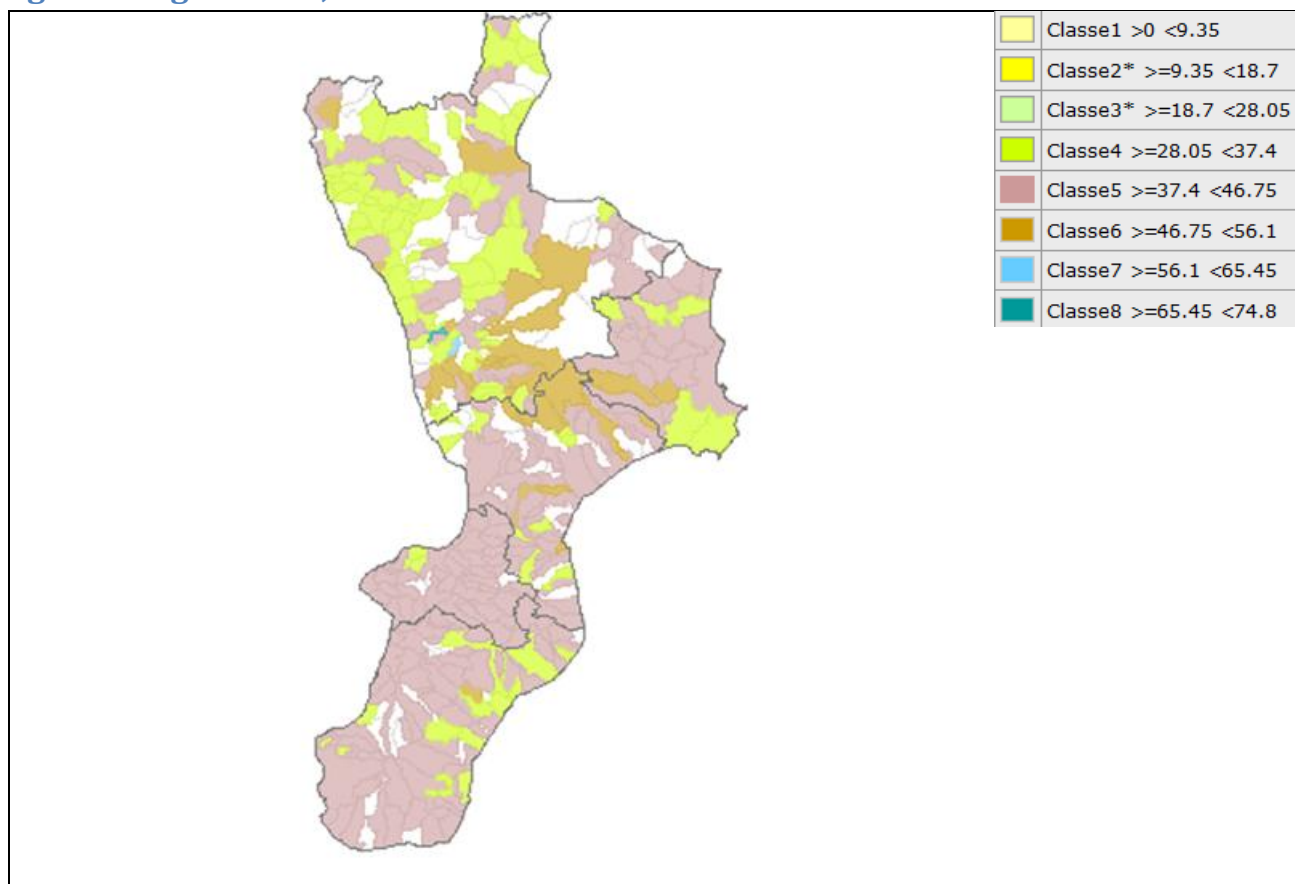 Classe1 >0 <9.35
Classe2* >=9.35 <18.7
Classe3* >=18.7 <28.05
Classe4 >=28.05 <37.4
Classe5 >=37.4 <46.75
Classe6 >=46.75 <56.1
Classe7 >=56.1 <65.45
Classe8 >=65.45 <74.8